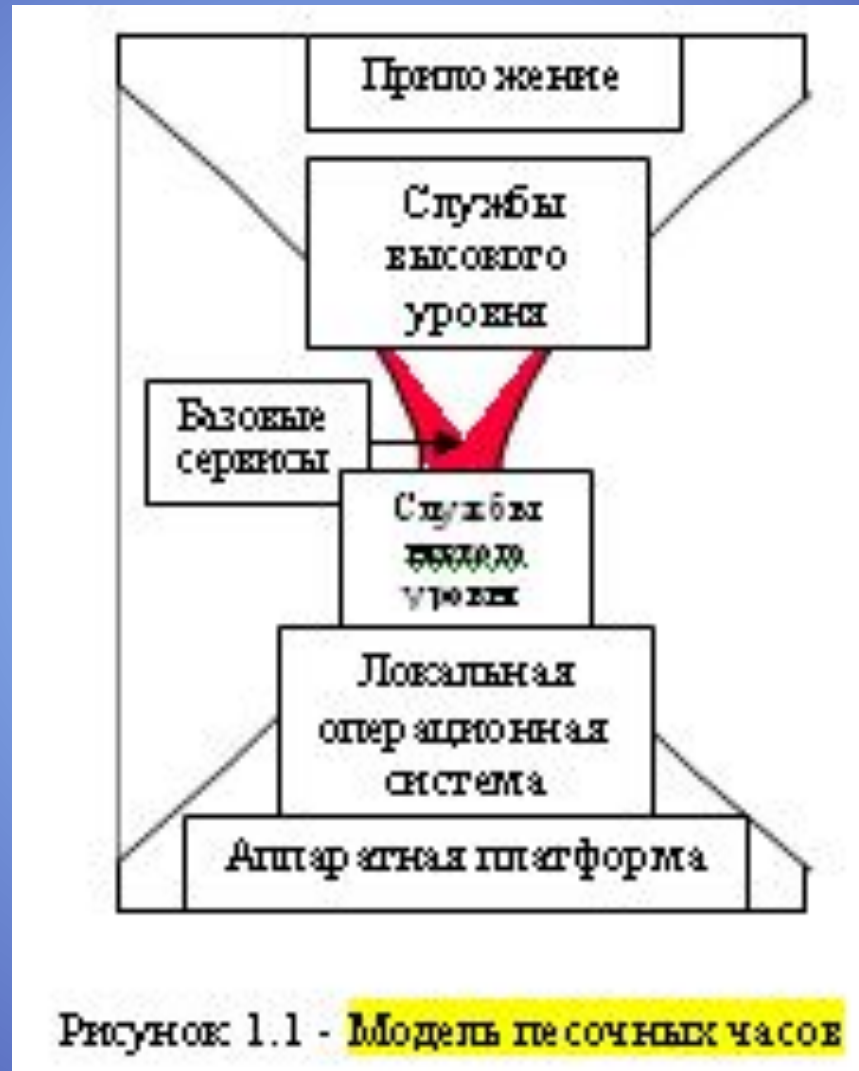 Приложение
Службы
высокого
уровня
Базовые
сервисы
Службы
уровня
Локальная
операционная
система
Аппаратная платформа
Рисунок 1.1 - Модель песочных часов